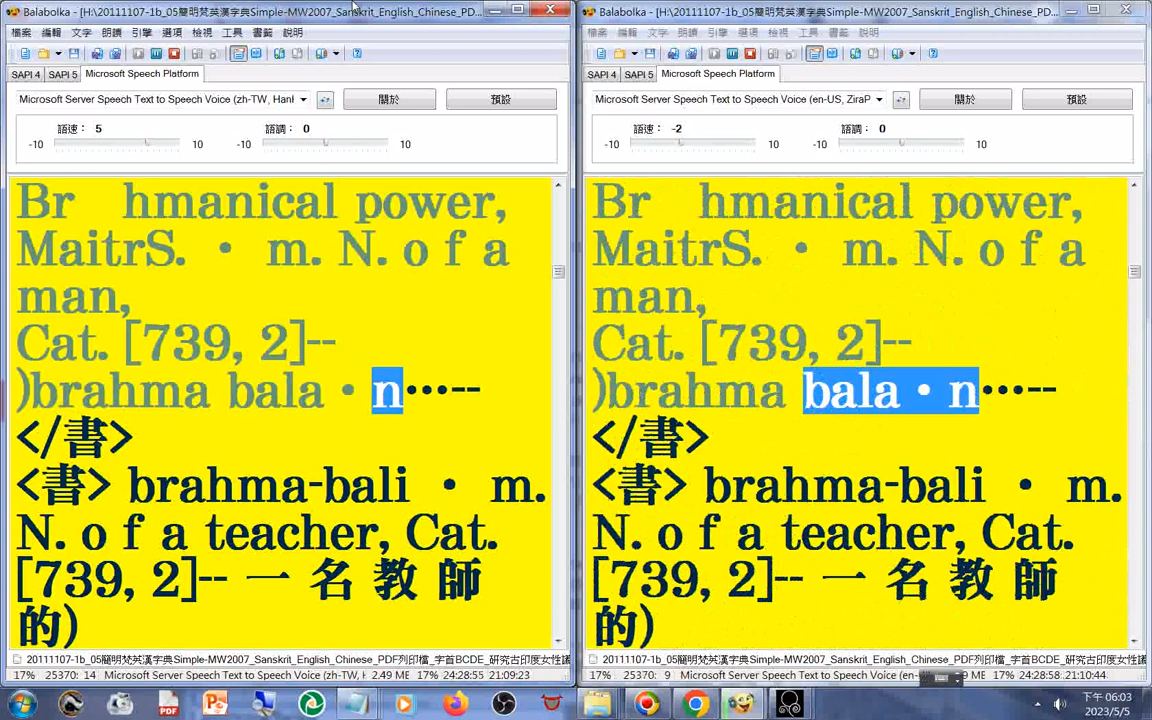 Balabolka - [H:\20111107-1b_05簡明梵英漢字典Simple-MW2007_Sanskrit_English_Chinese_PD...
檔案 編輯 文字 朗讀 引擎 選項 檢視 工具 書籤 說明
SAPI 4 SAPI 5 Microsoft Speech Platform
Microsoft Server Speech Text to Speech Voice (zh-TW, HanH
關於 預設
語速： 5 語調： 0
-10 10 -10 10
Br hmanical power,
MaitrS. • m. N. o f a
man,
Cat. [739, 2]--
)brahma bala • n…--
</書>
<書> brahma-bali • m.
N. o f a teacher, Cat.
[739, 2]-- 一 名 教 師
的)
20111107-1b_05簡明梵英漢字典Simple-MW2007_Sanskrit_English_Chinese_PDF列印檔_字首BCDE_研究古印度女性議
17% 25370: 14 Microsoft Server Speech Text to Speech Voice (zh-TW, H 2.49 ME 17% 24:28:55 21:09:23
Balabolka - [H:\20111107-1b_05簡明梵英漢字典Simple-MW2007_Sanskrit_English_Chinese_PD...
檔案 編輯 文字 朗讀 引擎 選項 檢視 工具 書籤 說明
SAPI 4 SAPI 5 Microsoft Speech Platform
Microsoft Server Speech Text to Speech Voice (en-US, ZiraP
關於 預設
語速： -2 語調： 0
-10 10 -10 10
Br hmanical power,
MaitrS. • m. N. o f a
man,
Cat. [739, 2]--
)brahma bala • n…--
</書>
<書> brahma-bali • m.
N. o f a teacher, Cat.
[739, 2]-- 一 名 教 師
的)
20111107-1b_05簡明梵英漢字典Simple-MW2007_Sanskrit_English_Chinese_PDF列印檔_字首BCDE_研究古印度女性議
17% 25370: 9 Microsoft Server Speech Text to Speech Voice (en- ME 17% 24:28:58 21:10:44
PDF
下午 06:03
2023/5/5